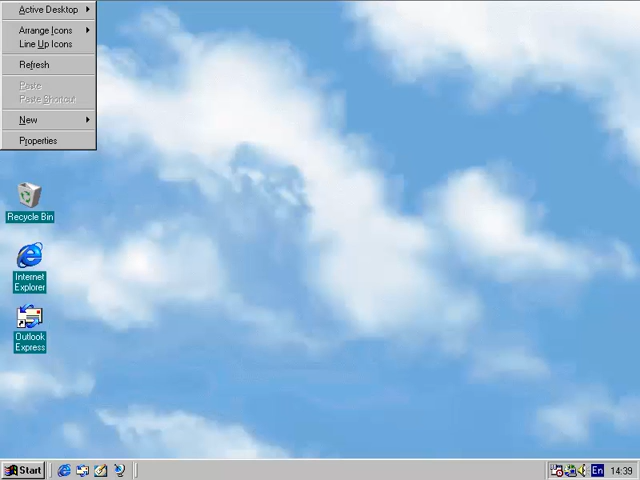 Active Desktop
Arrange Icons
Line Up Icons
Refresh
Paste
Paste Shortcut
New
Properties
Recycle Bin
Internet
Explorer
Outlook
Express
Start
En
14:39